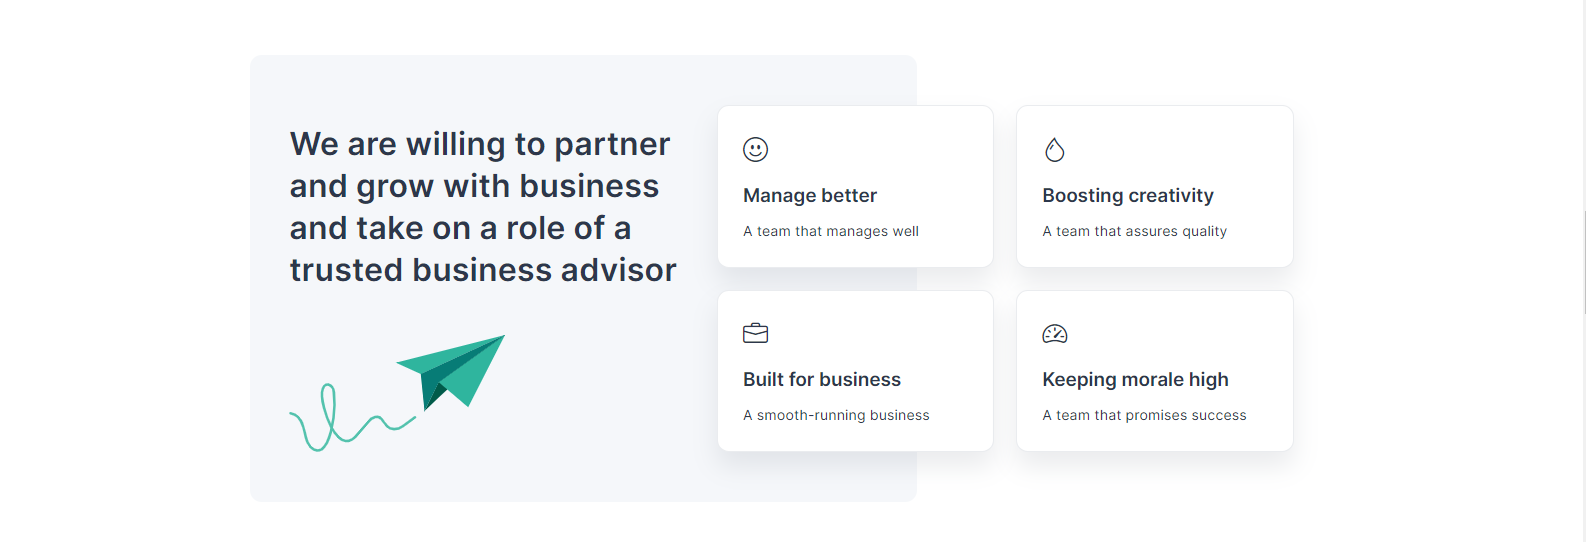 We are willing to partner
and grow with business
and take on a role of a
trusted business advisor
Manage better
A team that manages well
Boosting creativity
A team that assures quality
Built for business
A smooth-running business
Keeping morale high
A team that promises success